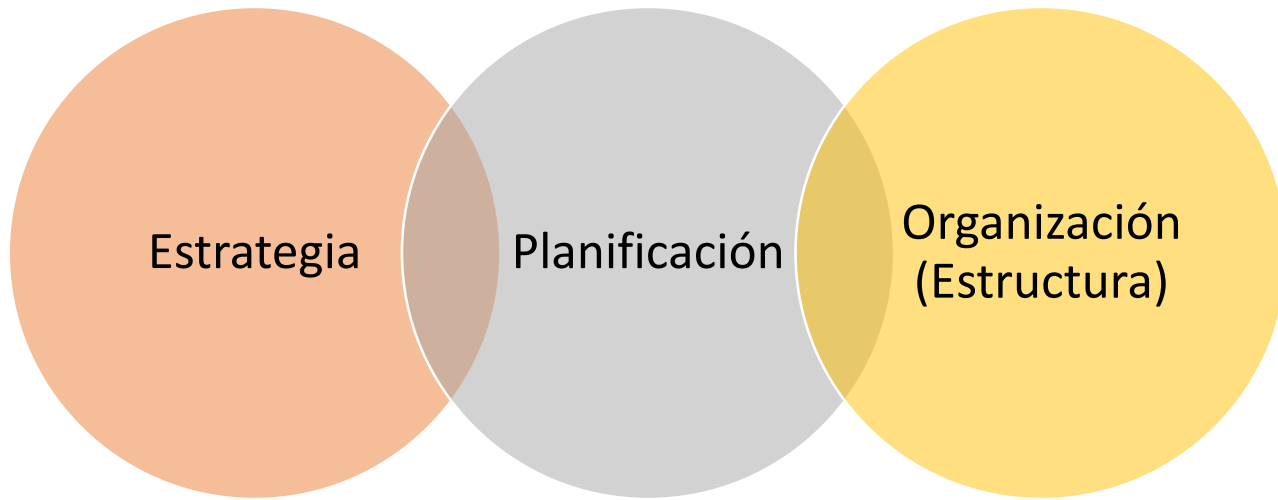 Estrategia
Planificación
Organización
(Estructura)